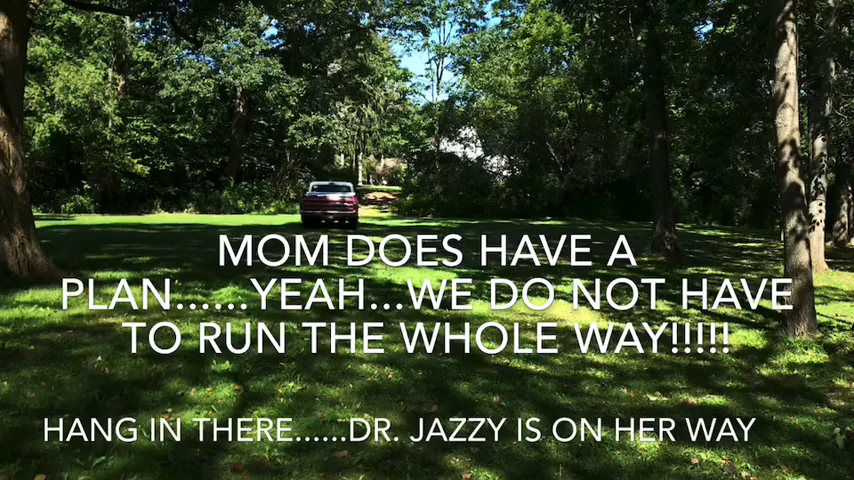 MOM DOES HAVE A
PLAN......YEAH...WE DO NOT HAVE
TO RUN THE WHOLE WAY!!!!!
HANG IN THERE......DR. JAZZY IS ON HER WAY